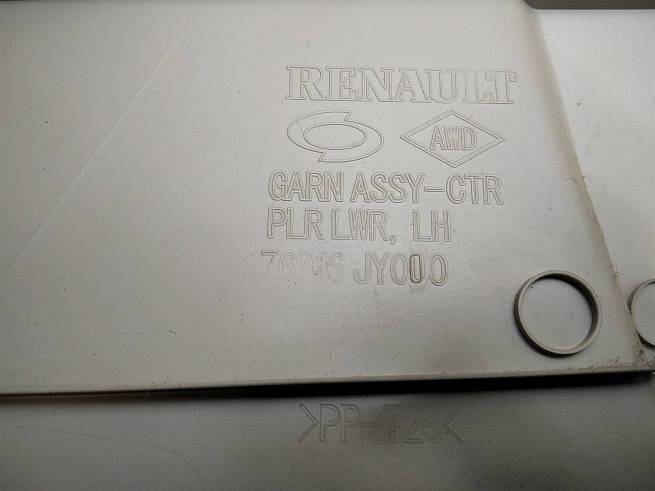 RENAULT
AWD
GARN ASSY-CTR
PLR LWR, LH
76916 JY000
>PP-T25<